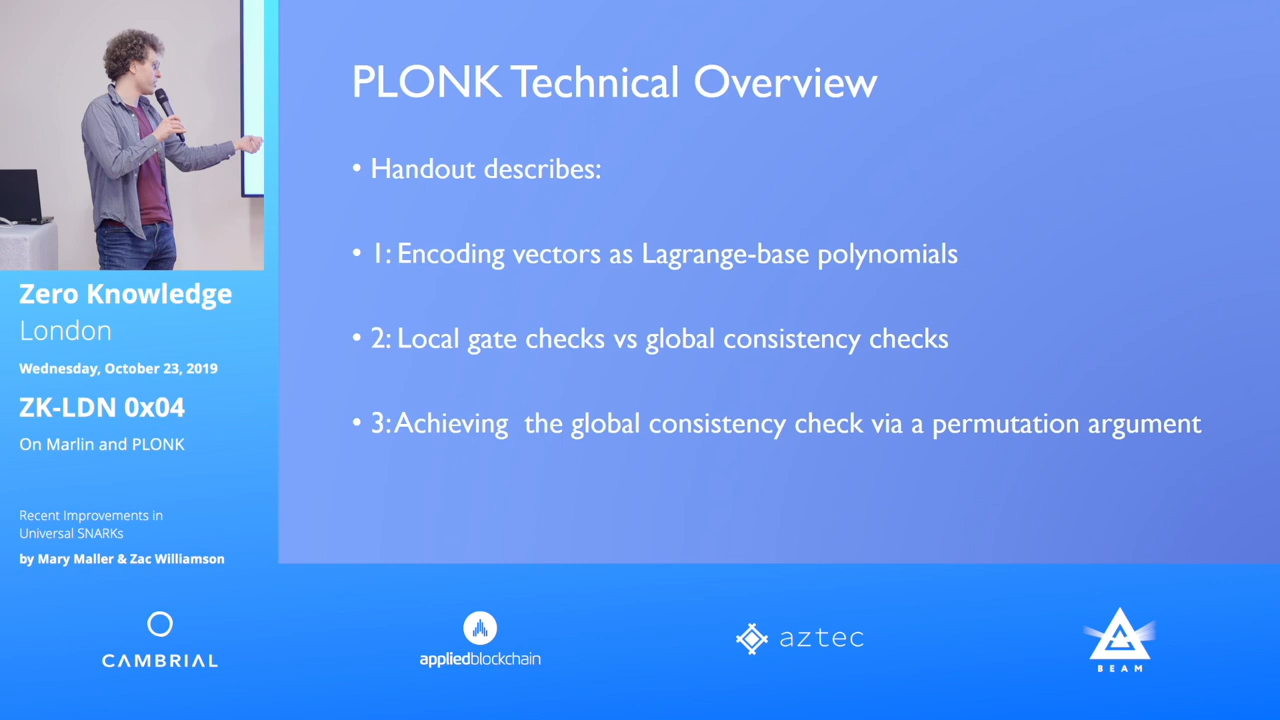 PLONK Technical Overview
• Handout describes:
• 1: Encoding vectors as Lagrange-base polynomials
• 2: Local gate checks vs global consistency checks
• 3: Achieving  the global consistency check via a permutation argument
Zero Knowledge
London
Wednesday, October 23, 2019
ZK-LDN 0x04
On Marlin and PLONK
Recent Improvements in
Universal SNARKs
by Mary Maller & Zac Williamson
CAMBRIAL
appliedblockchain
aztec
BEAM